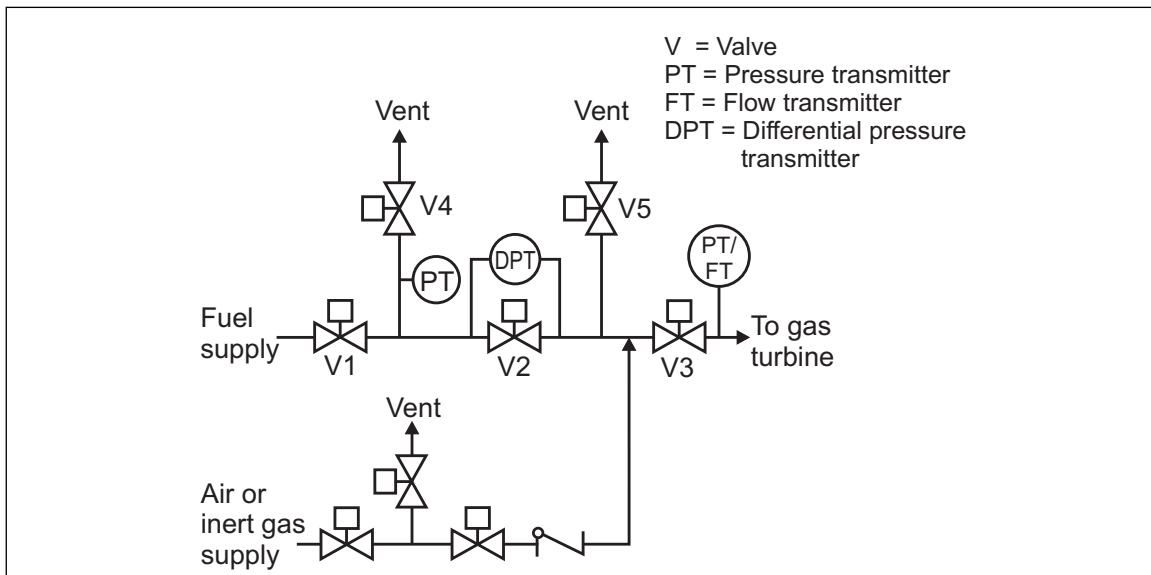 V = Valve
PT = Pressure transmitter
FT = Flow transmitter
DPT = Differential pressure
transmitter
Vent
Vent
V4
V5
PT
DPT
PT/
FT
Fuel
supply
V1
V2
V3
To gas
turbine
Vent
Air or
inert gas
supply